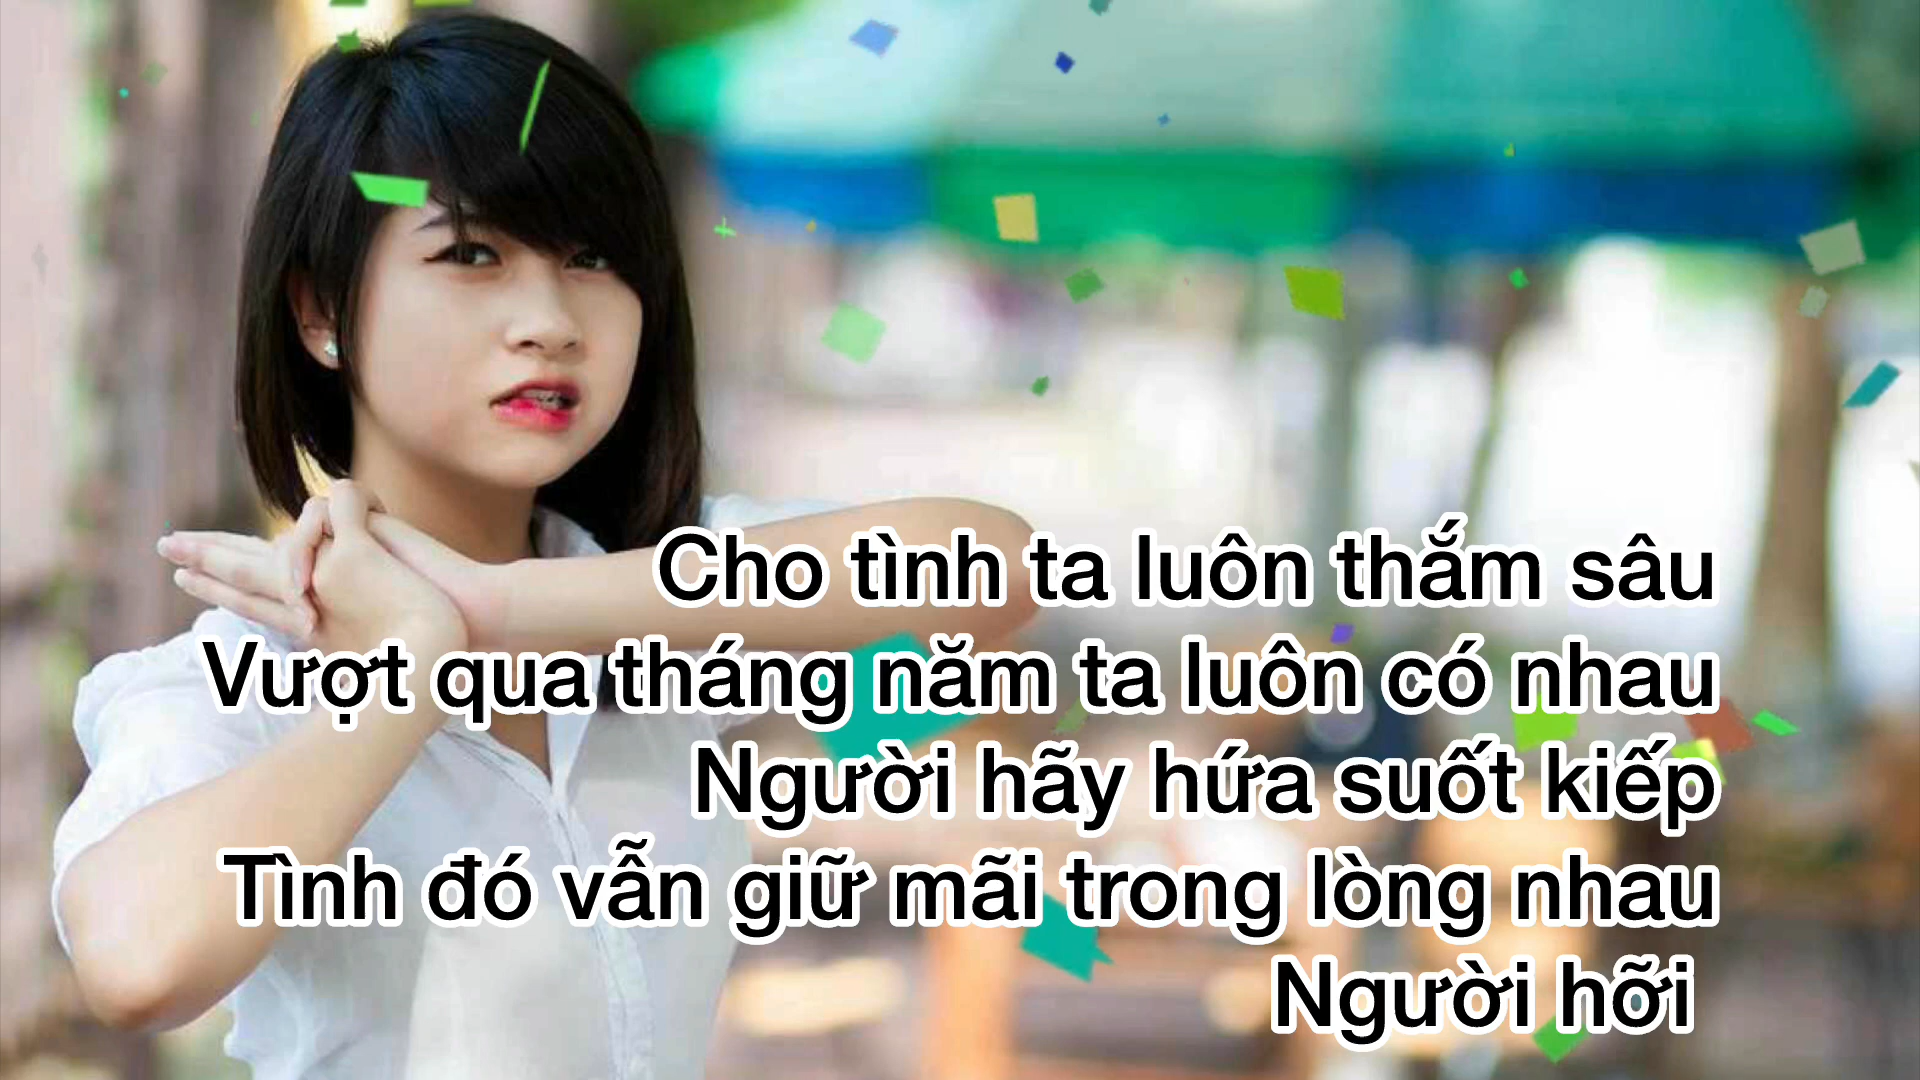 Cho tình ta luôn thắm sâu
Vượt qua tháng năm ta luôn có nhau
Người hãy hứa suốt kiếp
Tình đó vẫn giữ mãi trong lòng nhau
Người hỡi